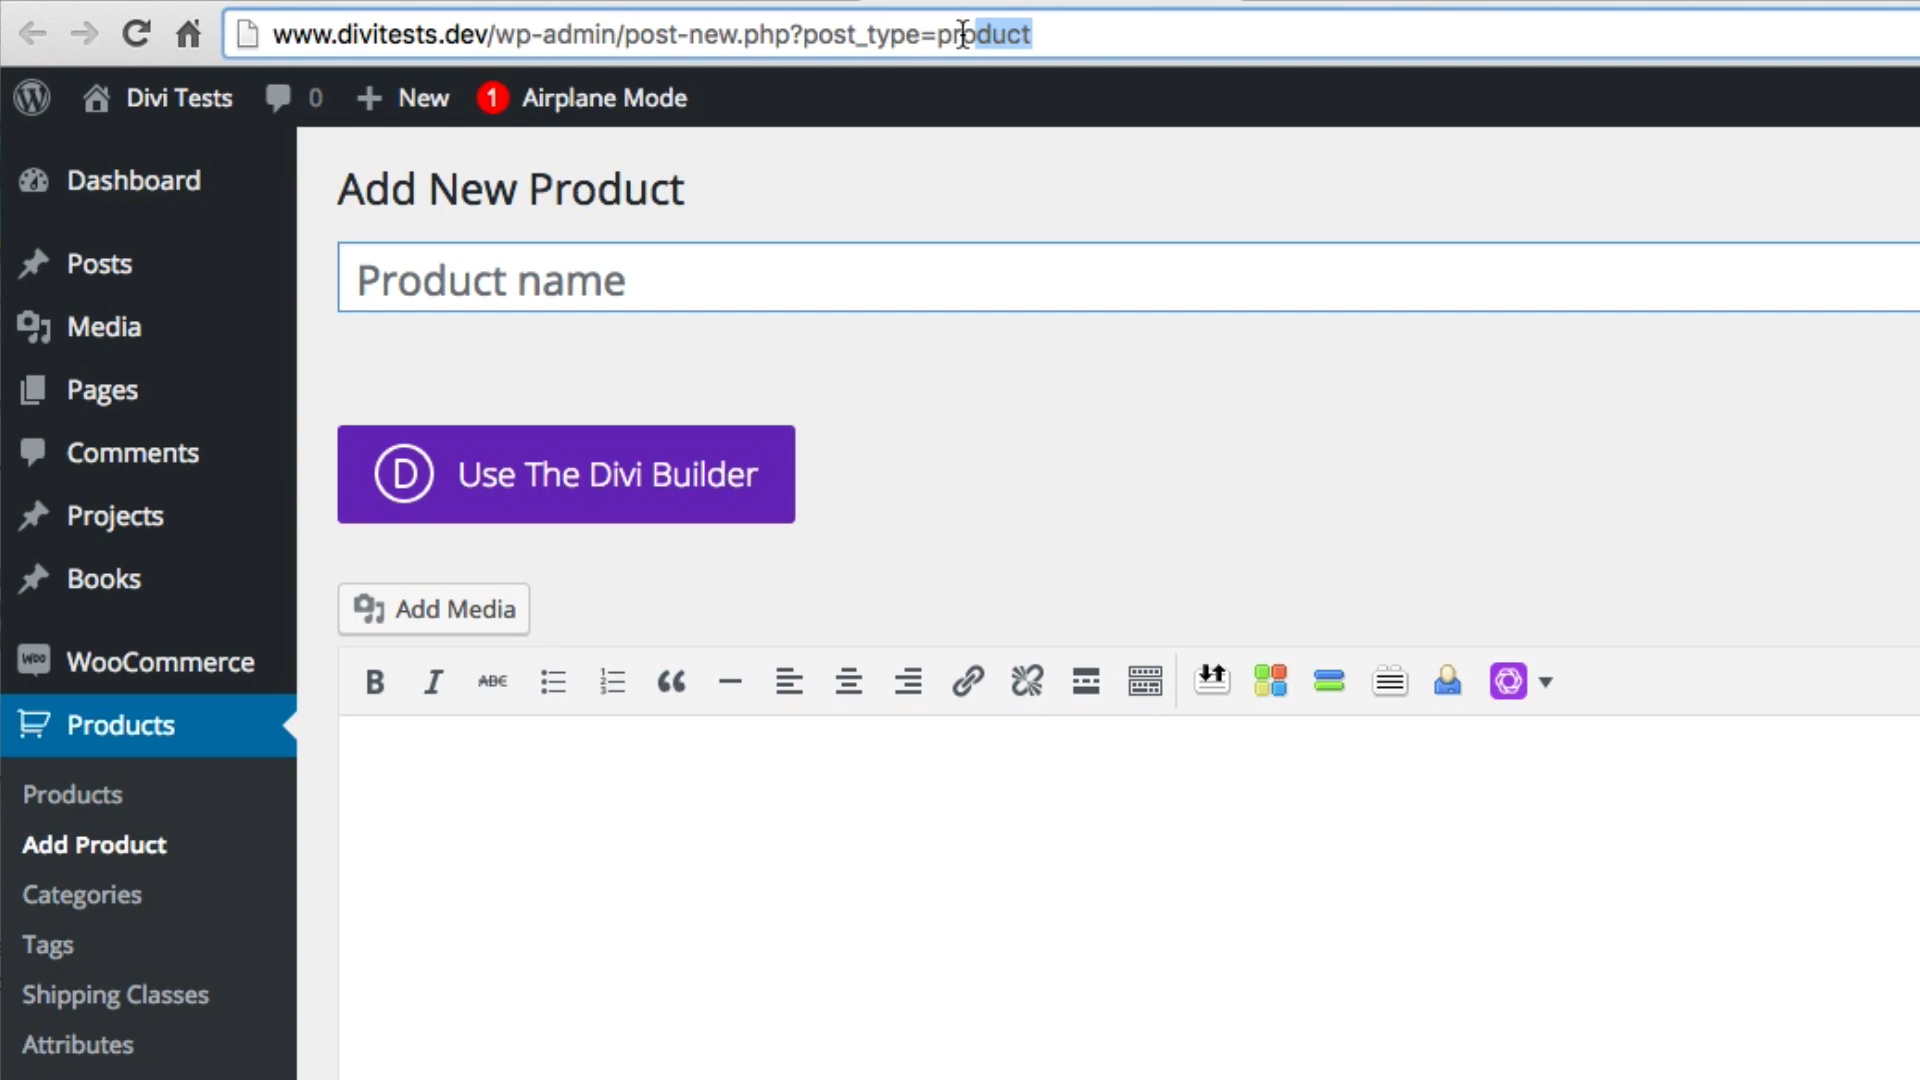 www.divitests.dev/wp-admin/post-new.php?post_type=product
Divi Tests 0 New 1 Airplane Mode
Dashboard
Posts
Media
Pages
Comments
Projects
Books
WooCommerce
Products
Products
Add Product
Categories
Tags
Shipping Classes
Attributes
Add New Product
Product name
D Use The Divi Builder
Add Media
B I ABC